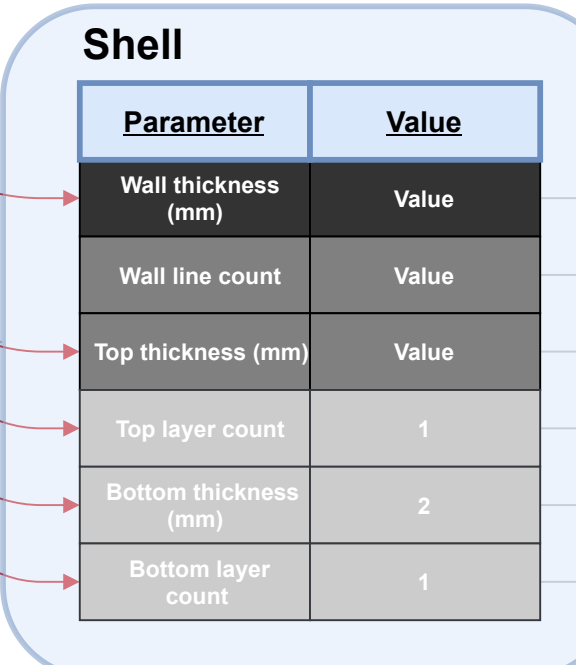 Shell
Parameter Value
Wall thickness
(mm) Value
Wall line count Value
Top thickness (mm) Value
Top layer count 1
Bottom thickness
(mm) 2
Bottom layer
count 1